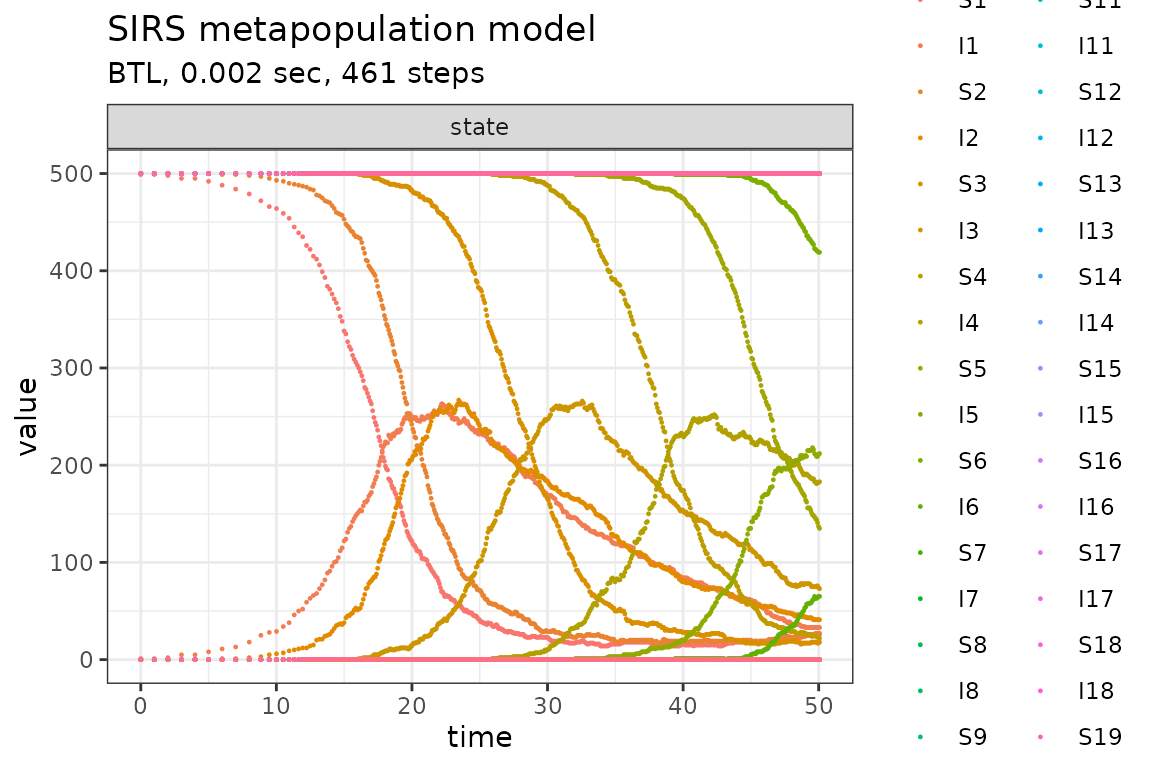 SIRS metapopulation model
BTL, 0.002 sec, 461 steps
state
500
400
300
200
100
0
value
0 10 20 30 40 50
time
S1 S11
I1 I11
S2 S12
I2 I12
S3 S13
I3 I13
S4 S14
I4 I14
S5 S15
I5 I15
S6 S16
I6 I16
S7 S17
I7 I17
S8 S18
I8 I18
S9 S19